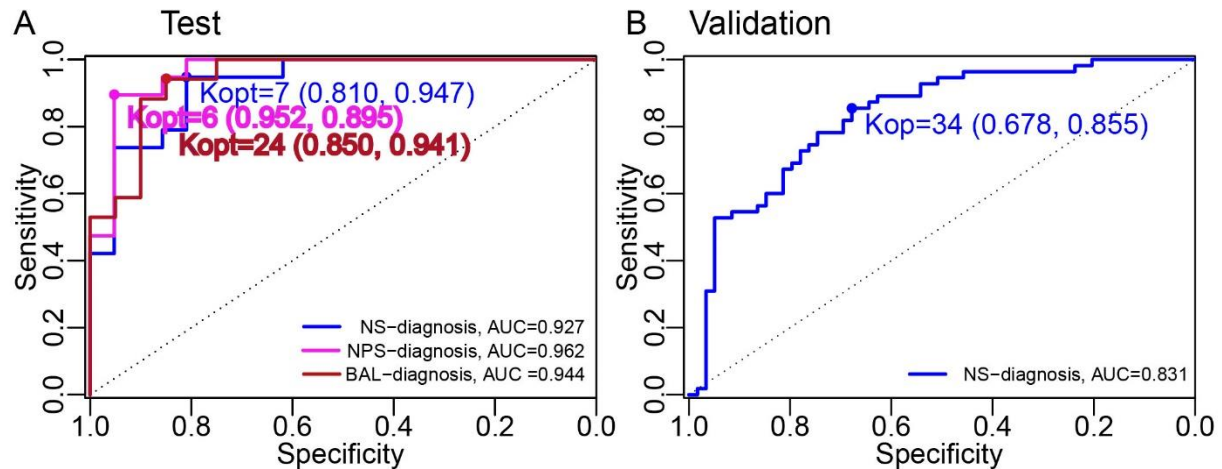 A Test
Sensitivity
0.0 0.2 0.4 0.6 0.8 1.0
Kopt=7 (0.810, 0.947)
Kopt=6 (0.952, 0.895)
Kopt=24 (0.850, 0.941)
NS−diagnosis, AUC=0.927
NPS−diagnosis, AUC=0.962
BAL−diagnosis, AUC =0.944
1.0 0.8 0.6 0.4 0.2 0.0
Specificity
B Validation
Sensitivity
0.0 0.2 0.4 0.6 0.8 1.0
Kop=34 (0.678, 0.855)
NS−diagnosis, AUC=0.831
1.0 0.8 0.6 0.4 0.2 0.0
Specificity